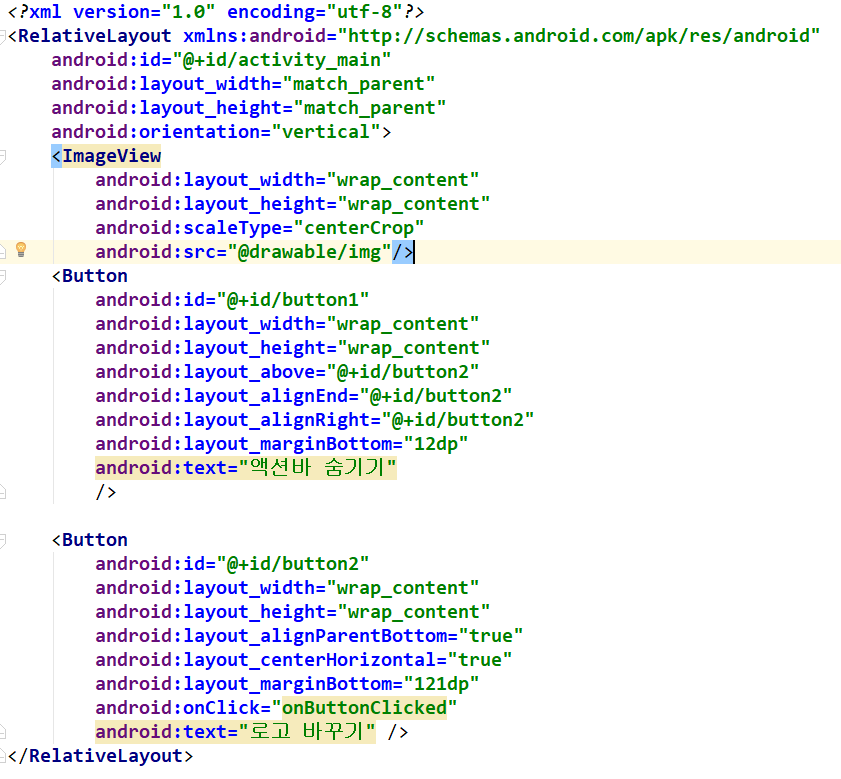 <?xml version="1.0" encoding="utf-8"?>
<RelativeLayout xmlns:android="http://schemas.android.com/apk/res/android"
    android:id="@+id/activity_main"
    android:layout_width="match_parent"
    android:layout_height="match_parent"
    android:orientation="vertical">
    <ImageView
        android:layout_width="wrap_content"
        android:layout_height="wrap_content"
        android:scaleType="centerCrop"
        android:src="@drawable/img"/>
    <Button
        android:id="@+id/button1"
        android:layout_width="wrap_content"
        android:layout_height="wrap_content"
        android:layout_above="@+id/button2"
        android:layout_alignEnd="@+id/button2"
        android:layout_alignRight="@+id/button2"
        android:layout_marginBottom="12dp"
        android:text="액션바 숨기기"
        />

    <Button
        android:id="@+id/button2"
        android:layout_width="wrap_content"
        android:layout_height="wrap_content"
        android:layout_alignParentBottom="true"
        android:layout_centerHorizontal="true"
        android:layout_marginBottom="121dp"
        android:onClick="onButtonClicked"
        android:text="로고 바꾸기" />
</RelativeLayout>